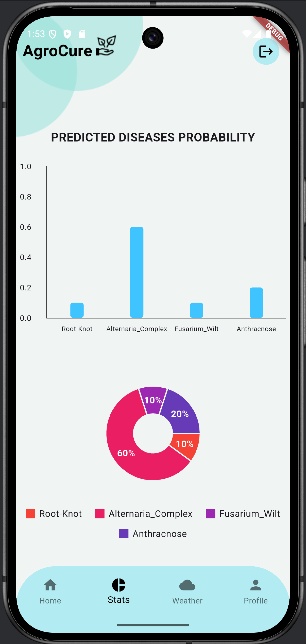 1:53
DEBUG
AgroCure
PREDICTED DISEASES PROBABILITY
1.0
0.8
0.6
0.4
0.2
0.0
Root Knot Alternaria_Complex Fusarium_Wilt Anthracnose
10%
20%
10%
60%
Root Knot Alternaria_Complex Fusarium_Wilt
Anthracnose
Home Stats Weather Profile